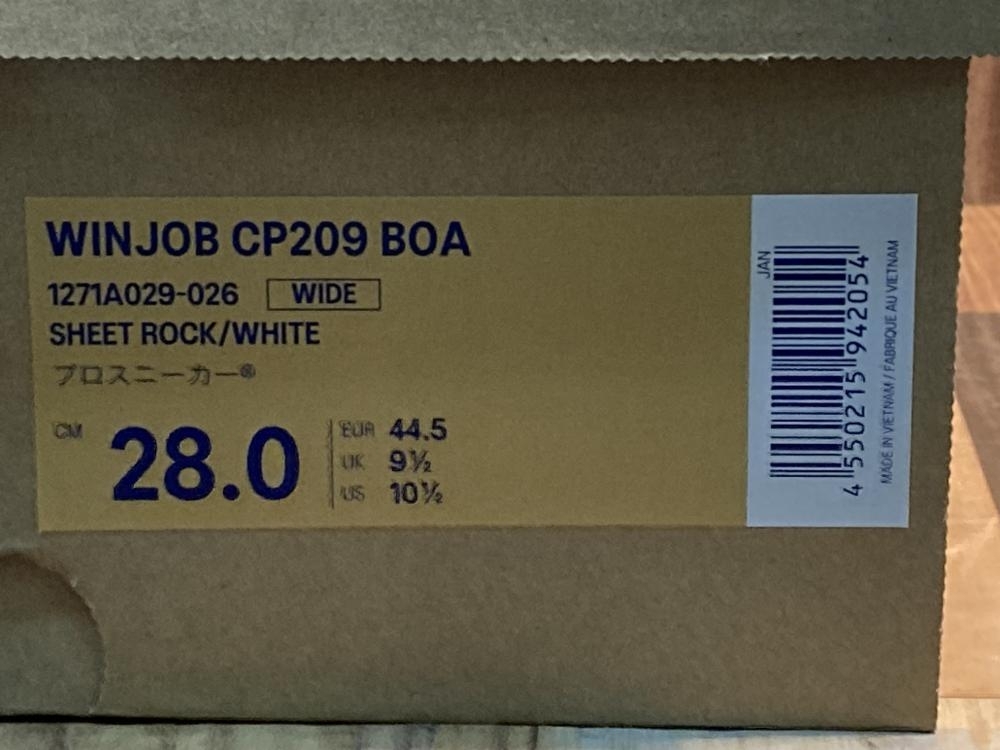 WINJOB CP209 BOA
1271A029-026 WIDE
SHEET ROCK/WHITE
プロスニーカー®
CM 28.0
EUR 44.5
UK 9½
US 10½
JAN
4 550215 942054
MADE IN VIETNAM / FABRIQUE AU VIETNAM